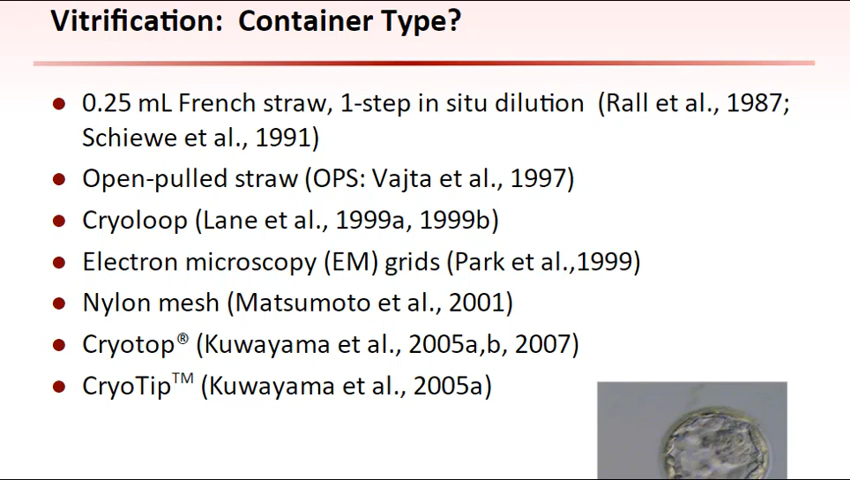 Vitrification:  Container Type?
0.25 mL French straw, 1-step in situ dilution  (Rall et al., 1987;
Schiewe et al., 1991)
Open-pulled straw (OPS: Vajta et al., 1997)
Cryoloop (Lane et al., 1999a, 1999b)
Electron microscopy (EM) grids (Park et al.,1999)
Nylon mesh (Matsumoto et al., 2001)
Cryotop® (Kuwayama et al., 2005a,b, 2007)
CryoTip™ (Kuwayama et al., 2005a)